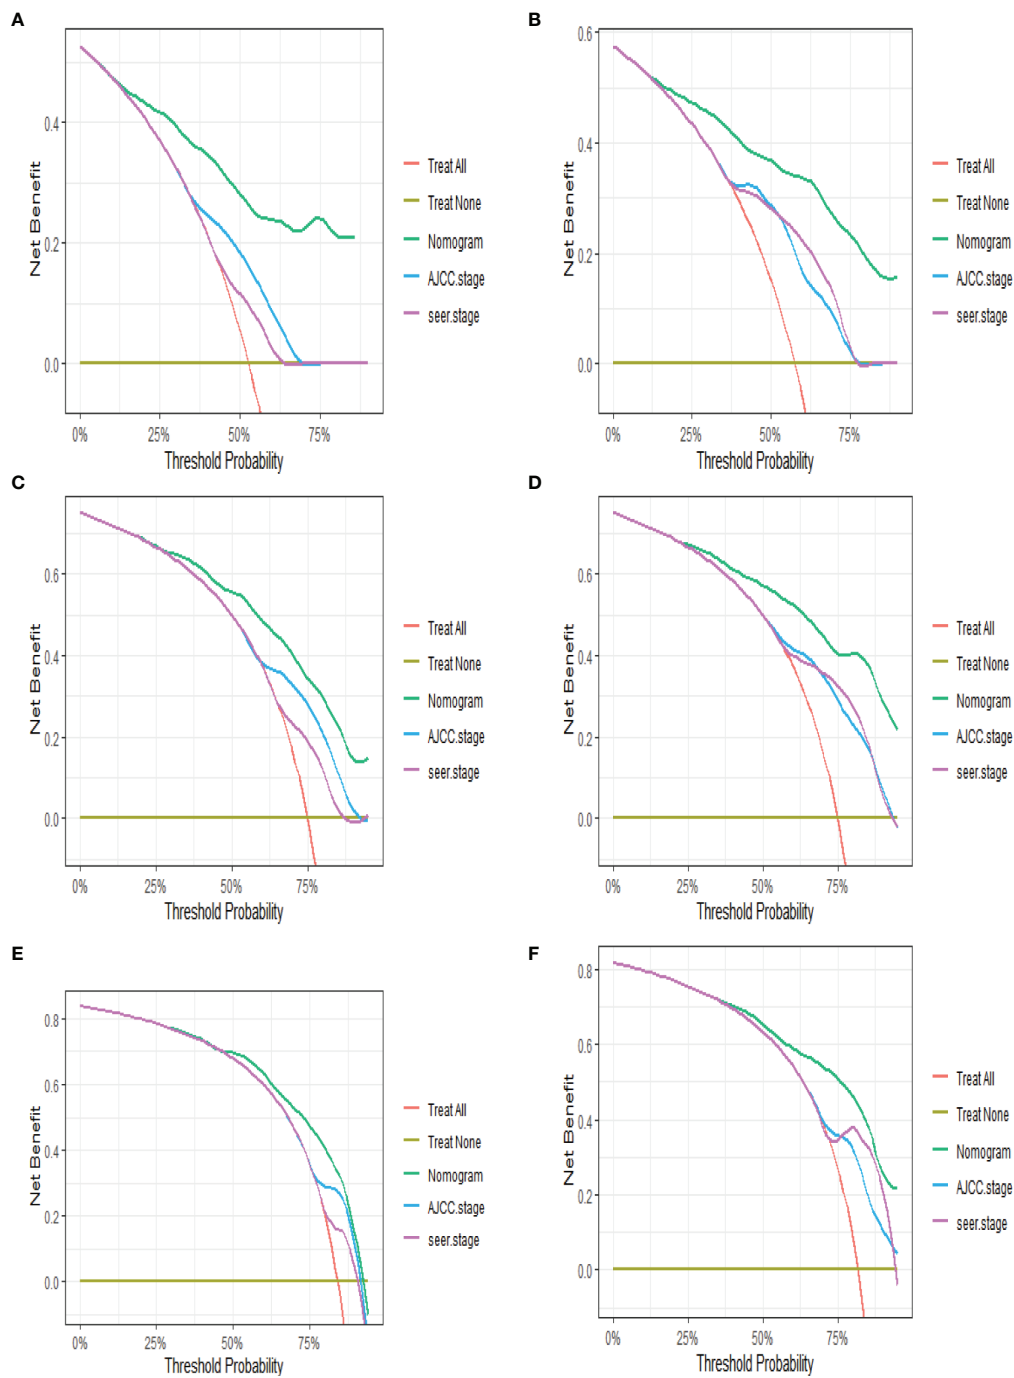 A
Net Benefit
0.4
0.2
0.0
0%
25%
50%
75%
Threshold Probability
Treat All
Treat None
Nomogram
AJCC.stage
seer.stage
B
Net Benefit
0.6
0.4
0.2
0.0
0%
25%
50%
75%
Threshold Probability
Treat All
Treat None
Nomogram
AJCC.stage
seer.stage
C
Net Benefit
0.6
0.4
0.2
0.0
0%
25%
50%
75%
Threshold Probability
Treat All
Treat None
Nomogram
AJCC.stage
seer.stage
D
Net Benefit
0.6
0.4
0.2
0.0
0%
25%
50%
75%
Threshold Probability
Treat All
Treat None
Nomogram
AJCC.stage
seer.stage
E
Net Benefit
0.8
0.6
0.4
0.2
0.0
0%
25%
50%
75%
Threshold Probability
Treat All
Treat None
Nomogram
AJCC.stage
seer.stage
F
Net Benefit
0.8
0.6
0.4
0.2
0.0
0%
25%
50%
75%
Threshold Probability
Treat All
Treat None
Nomogram
AJCC.stage
seer.stage